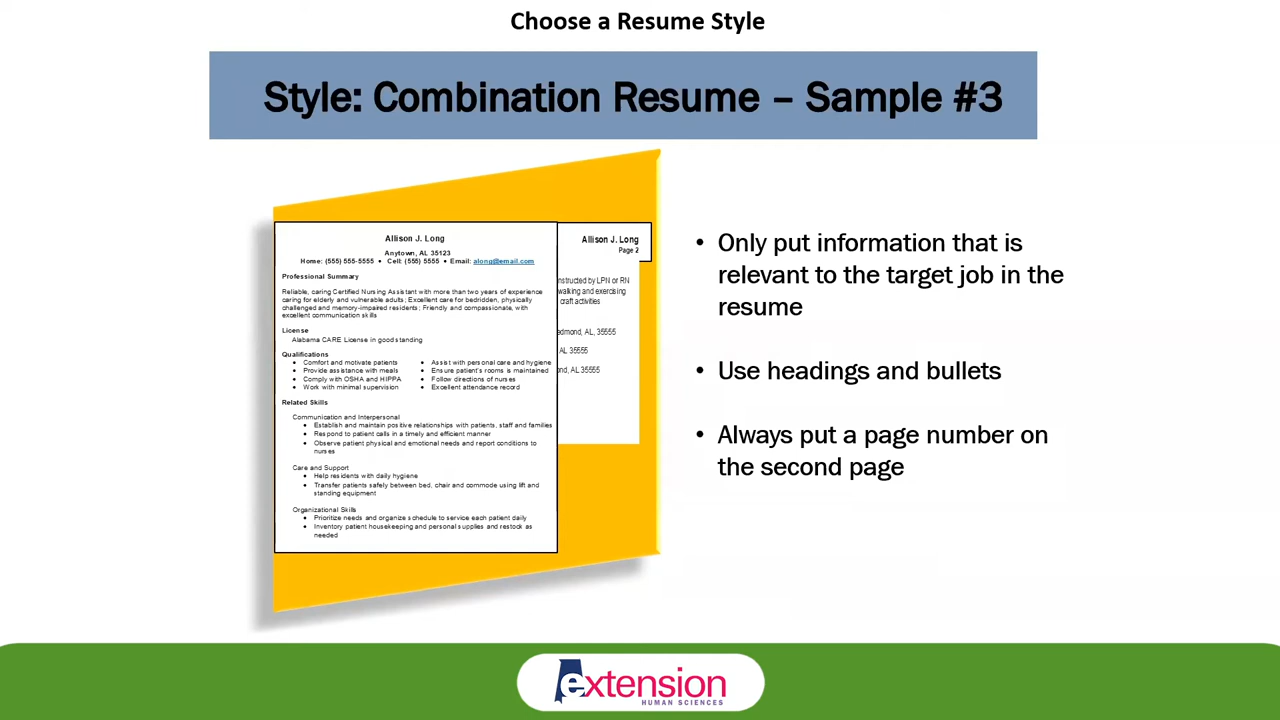 Choose a Resume Style
Style: Combination Resume – Sample #3
Allison J. Long
Anytown, AL 35123
Home: (555) 555-5555 • Cell: (555) 5555 • Email: along@email.com
Professional Summary
Reliable, caring Certified Nursing Assistant with more than two years of experience
caring for elderly and vulnerable adults; Excellent care for bedridden, physically
challenged and memory-impaired residents; Friendly and compassionate, with
excellent communication skills
License
Alabama CARE License in good standing
Qualifications
• Comfort and motivate patients
• Provide assistance with meals
• Comply with OSHA and HIPPA
• Work with minimal supervision
• Assist with personal care and hygiene
• Ensure patient's rooms is maintained
• Follow directions of nurses
• Excellent attendance record
Related Skills
Communication and Interpersonal
• Establish and maintain positive relationships with patients, staff and families
• Respond to patient calls in a timely and efficient manner
• Observe patient physical and emotional needs and report conditions to
nurses
Care and Support
• Help residents with daily hygiene
• Transfer patients safely between bed, chair and commode using lift and
standing equipment
Organizational Skills
• Prioritize needs and organize schedule to service each patient daily
• Inventory patient housekeeping and personal supplies and restock as
needed
Allison J. Long
Page 2
nstructed by LPN or RN
walking and exercising
craft activities
edmond, AL, 35555
AL 35555
ond, AL 35555
• Only put information that is
relevant to the target job in the
resume
• Use headings and bullets
• Always put a page number on
the second page
extension
HUMAN SCIENCES